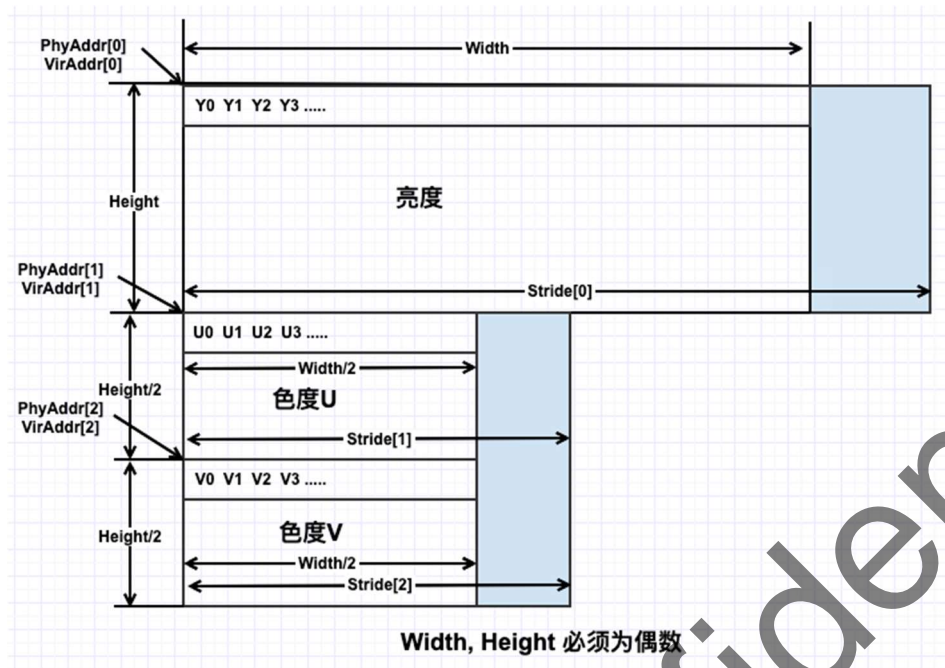 PhyAddr[0]
VirAddr[0]
Width
Y0 Y1 Y2 Y3 .....
亮度
Height
PhyAddr[1]
VirAddr[1]
Stride[0]
U0 U1 U2 U3 .....
Width/2
Height/2
色度U
PhyAddr[2]
VirAddr[2]
Stride[1]
V0 V1 V2 V3 .....
色度V
Height/2
Width/2
Stride[2]
Width, Height 必须为偶数